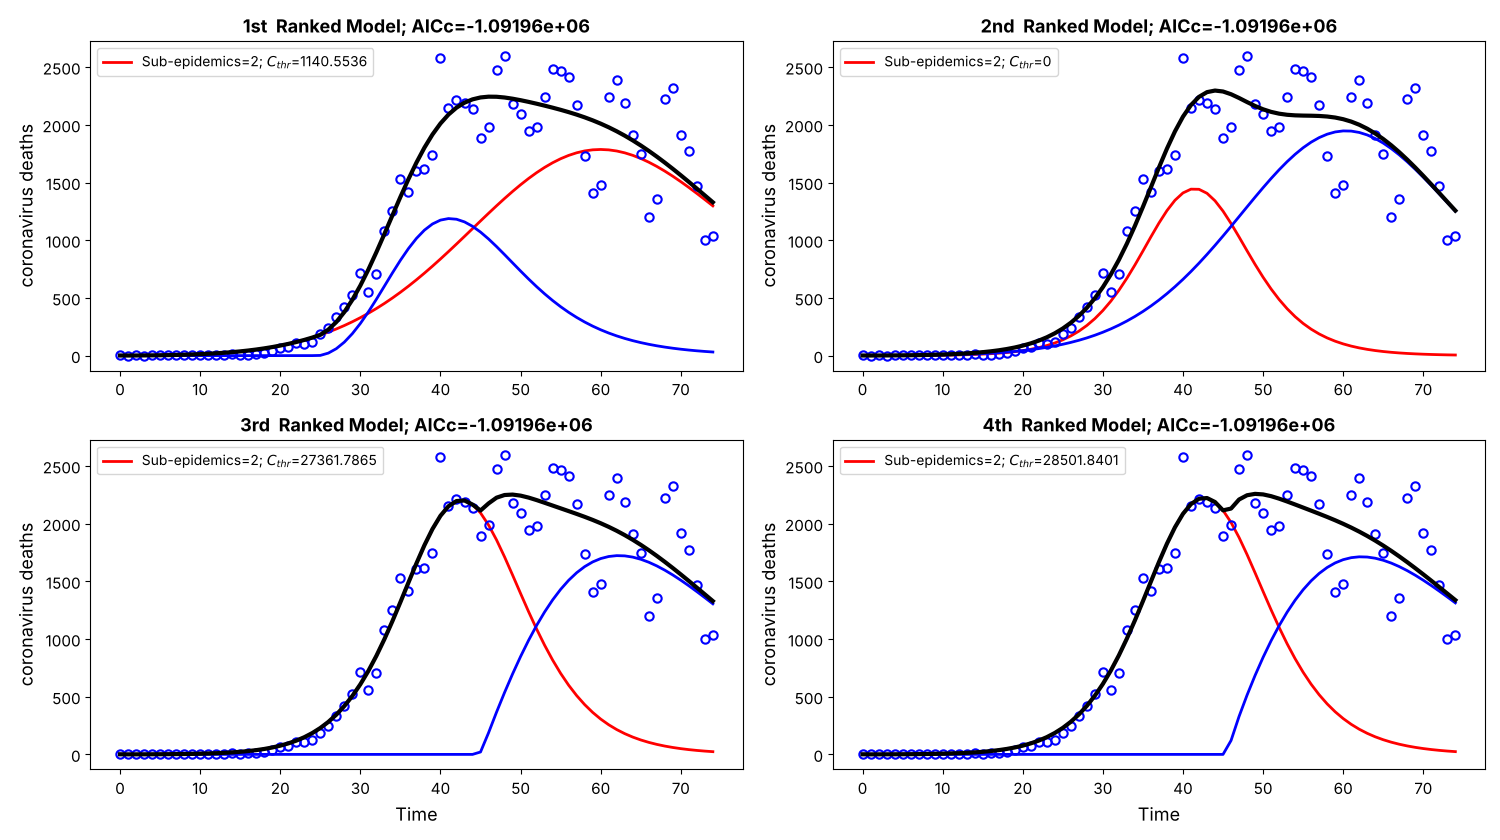 1st  Ranked Model; AICc=-1.09196e+06
Sub-epidemics=2; C_thr=1140.5536
coronavirus deaths
2500
2000
1500
1000
500
0
0 10 20 30 40 50 60 70
2nd  Ranked Model; AICc=-1.09196e+06
Sub-epidemics=2; C_thr=0
coronavirus deaths
2500
2000
1500
1000
500
0
0 10 20 30 40 50 60 70
3rd  Ranked Model; AICc=-1.09196e+06
Sub-epidemics=2; C_thr=27361.7865
coronavirus deaths
2500
2000
1500
1000
500
0
0 10 20 30 40 50 60 70
Time
4th  Ranked Model; AICc=-1.09196e+06
Sub-epidemics=2; C_thr=28501.8401
coronavirus deaths
2500
2000
1500
1000
500
0
0 10 20 30 40 50 60 70
Time